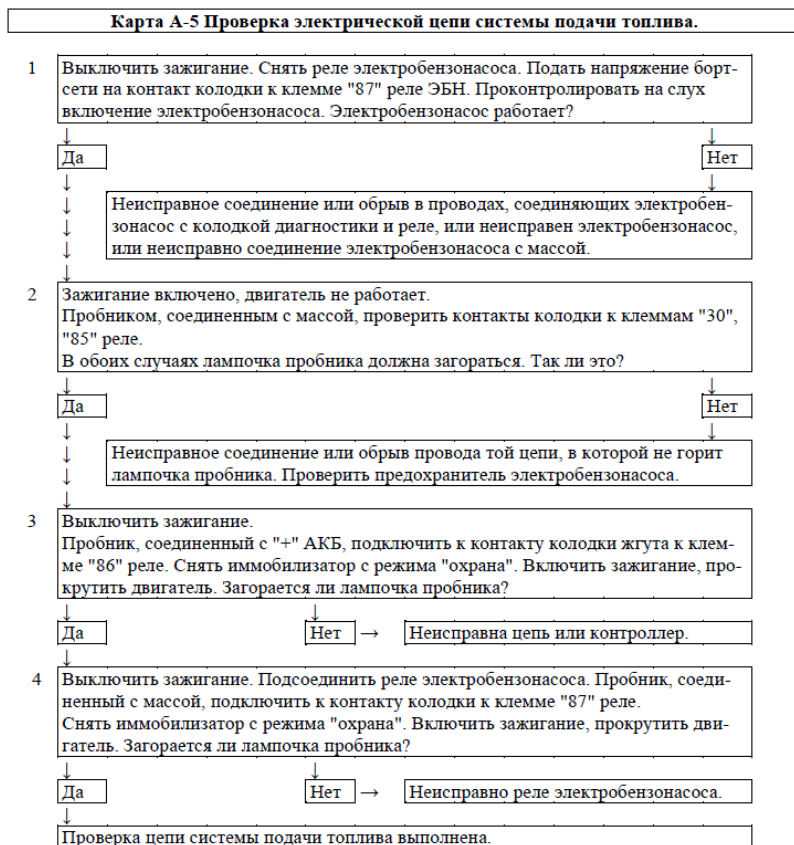 Карта А-5 Проверка электрической цепи системы подачи топлива.
1 Выключить зажигание. Снять реле электробензонасоса. Подать напряжение борт-
сети на контакт колодки к клемме "87" реле ЭБН. Проконтролировать на слух
включение электробензонасоса. Электробензонасос работает?
↓ ↓
Да Нет
↓ ↓
↓ Неисправное соединение или обрыв в проводах, соединяющих электробен-
↓ зонасос с колодкой диагностики и реле, или неисправен электробензонасос,
↓ или неисправно соединение электробензонасоса с массой.
↓
2 Зажигание включено, двигатель не работает.
Пробником, соединенным с массой, проверить контакты колодки к клеммам "30",
"85" реле.
В обоих случаях лампочка пробника должна загораться. Так ли это?
↓ ↓
Да Нет
↓ ↓
↓ Неисправное соединение или обрыв провода той цепи, в которой не горит
↓ лампочка пробника. Проверить предохранитель электробензонасоса.
↓
3 Выключить зажигание.
Пробник, соединенный с "+" АКБ, подключить к контакту колодки жгута к клем-
ме "86" реле. Снять иммобилизатор с режима "охрана". Включить зажигание, про-
крутить двигатель. Загорается ли лампочка пробника?
↓ ↓
Да Нет → Неисправна цепь или контроллер.
↓
4 Выключить зажигание. Подсоединить реле электробензонасоса. Пробник, соеди-
ненный с массой, подключить к контакту колодки к клемме "87" реле.
Снять иммобилизатор с режима "охрана". Включить зажигание, прокрутить дви-
гатель. Загорается ли лампочка пробника?
↓ ↓
Да Нет → Неисправно реле электробензонасоса.
↓
Проверка цепи системы подачи топлива выполнена.